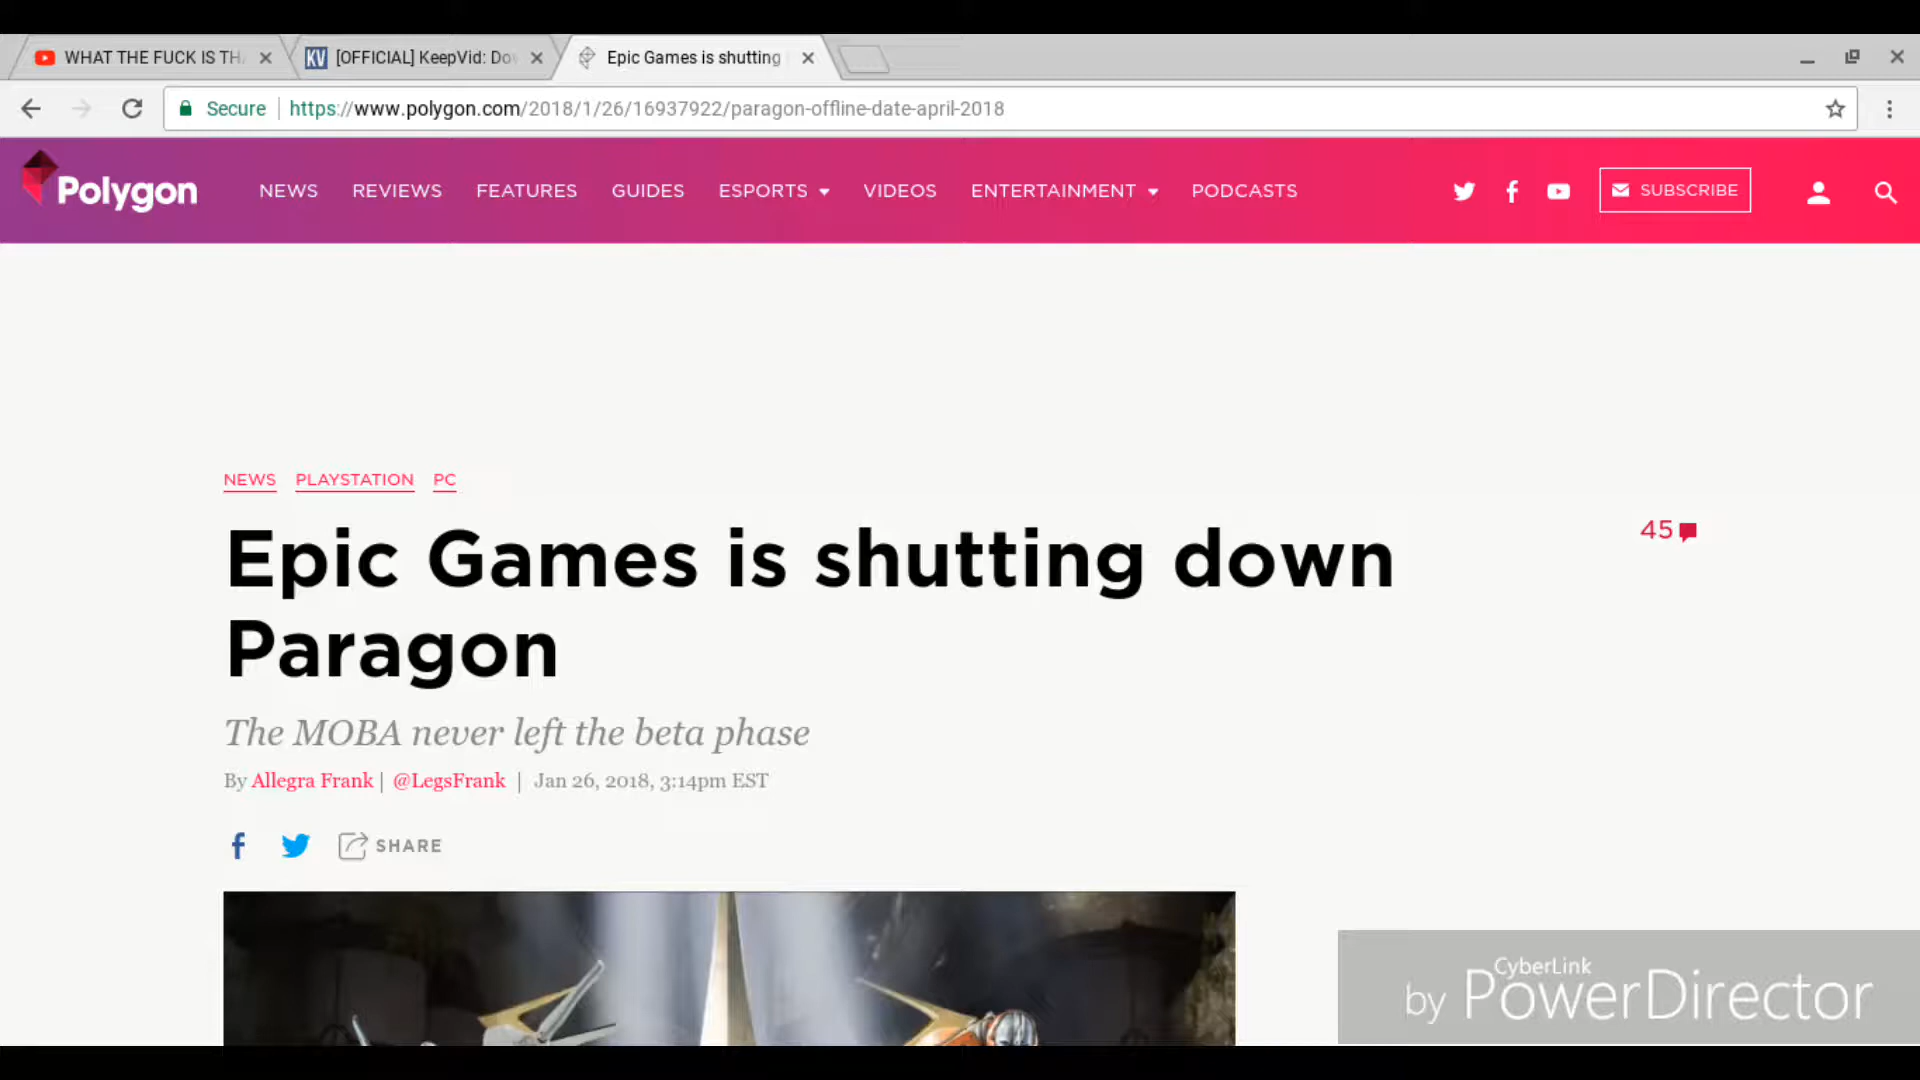 WHAT THE FUCK IS TH
[OFFICIAL] KeepVid: Do
Epic Games is shutting
Secure
https://www.polygon.com/2018/1/26/16937922/paragon-offline-date-april-2018
Polygon
NEWS REVIEWS FEATURES GUIDES ESPORTS VIDEOS ENTERTAINMENT PODCASTS
SUBSCRIBE
NEWS PLAYSTATION PC
Epic Games is shutting down
Paragon
45
The MOBA never left the beta phase
By Allegra Frank | @LegsFrank | Jan 26, 2018, 3:14pm EST
SHARE
CyberLink
by PowerDirector